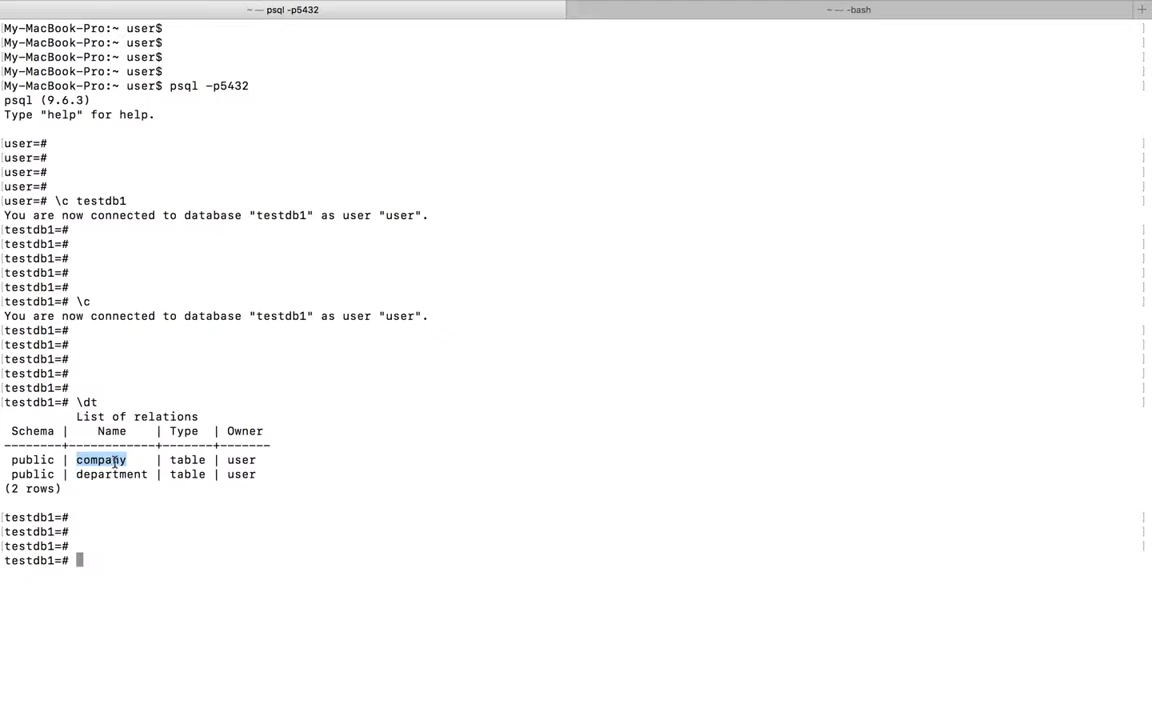 ~ — psql -p5432
~ — -bash
+
My-MacBook-Pro:~ user$
My-MacBook-Pro:~ user$
My-MacBook-Pro:~ user$
My-MacBook-Pro:~ user$
My-MacBook-Pro:~ user$ psql -p5432
psql (9.6.3)
Type "help" for help.
user=#
user=#
user=#
user=#
user=# \c testdb1
You are now connected to database "testdb1" as user "user".
testdb1=#
testdb1=#
testdb1=#
testdb1=#
testdb1=#
testdb1=# \c
You are now connected to database "testdb1" as user "user".
testdb1=#
testdb1=#
testdb1=#
testdb1=#
testdb1=#
testdb1=# \dt
List of relations
Schema | Name | Type | Owner
--------+------------+-------+-------
public | company | table | user
public | department | table | user
(2 rows)
testdb1=#
testdb1=#
testdb1=#
testdb1=#